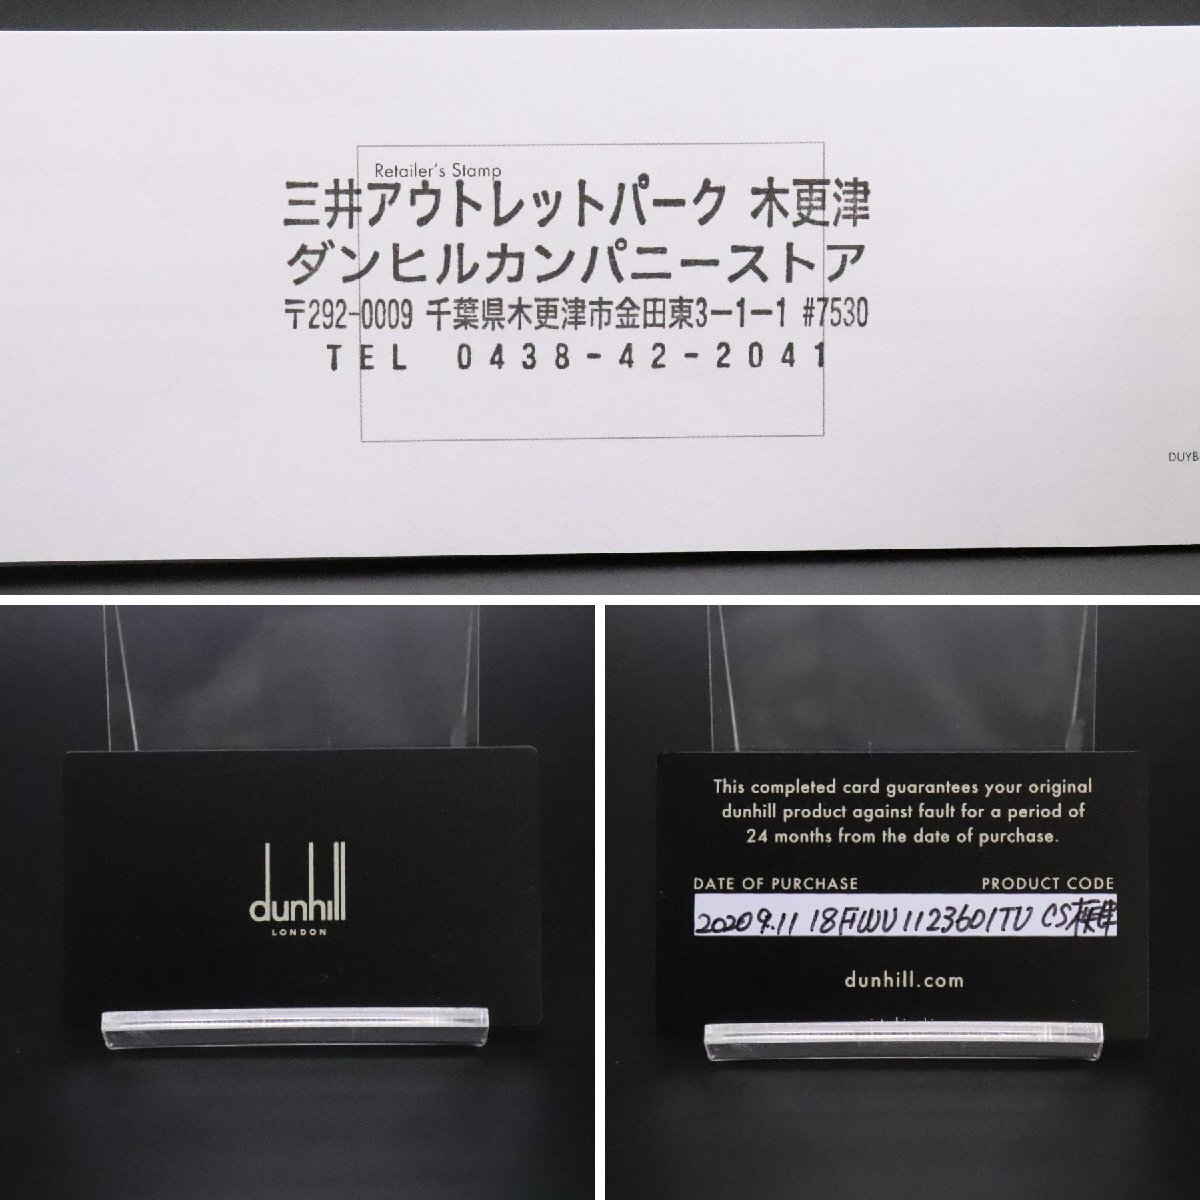 Retailer's Stamp
三井アウトレットパーク 木更津
ダンヒルカンパニーストア
〒292-0009 千葉県木更津市金田東3-1-1 #7530
TEL 0438-42-2041
DUYB
dunhill
LONDON
This completed card guarantees your original
dunhill product against fault for a period of
24 months from the date of purchase.
DATE OF PURCHASE PRODUCT CODE
2020 9.11 18FWU1123601TU CS
dunhill.com